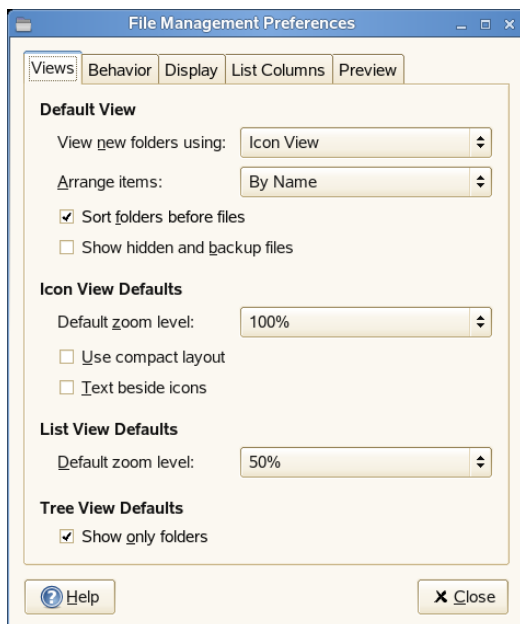 File Management Preferences
Views Behavior Display List Columns Preview
Default View
View new folders using: Icon View
Arrange items: By Name
Sort folders before files
Show hidden and backup files
Icon View Defaults
Default zoom level: 100%
Use compact layout
Text beside icons
List View Defaults
Default zoom level: 50%
Tree View Defaults
Show only folders
Help Close